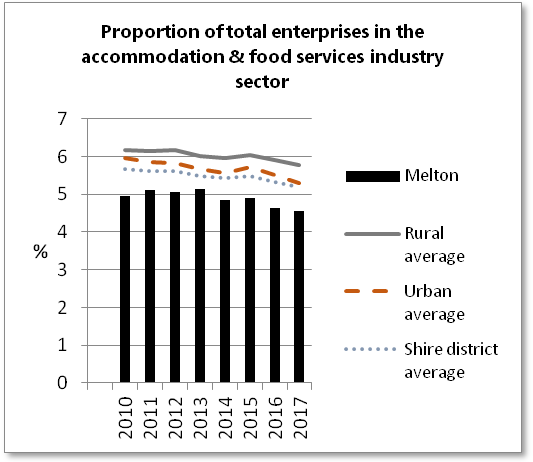 Proportion of total enterprises in the
accommodation & food services industry
sector
7
6
5
4
3
2
1
0
%
2010
2011
2012
2013
2014
2015
2016
2017
Melton
Rural
average
Urban
average
Shire district
average